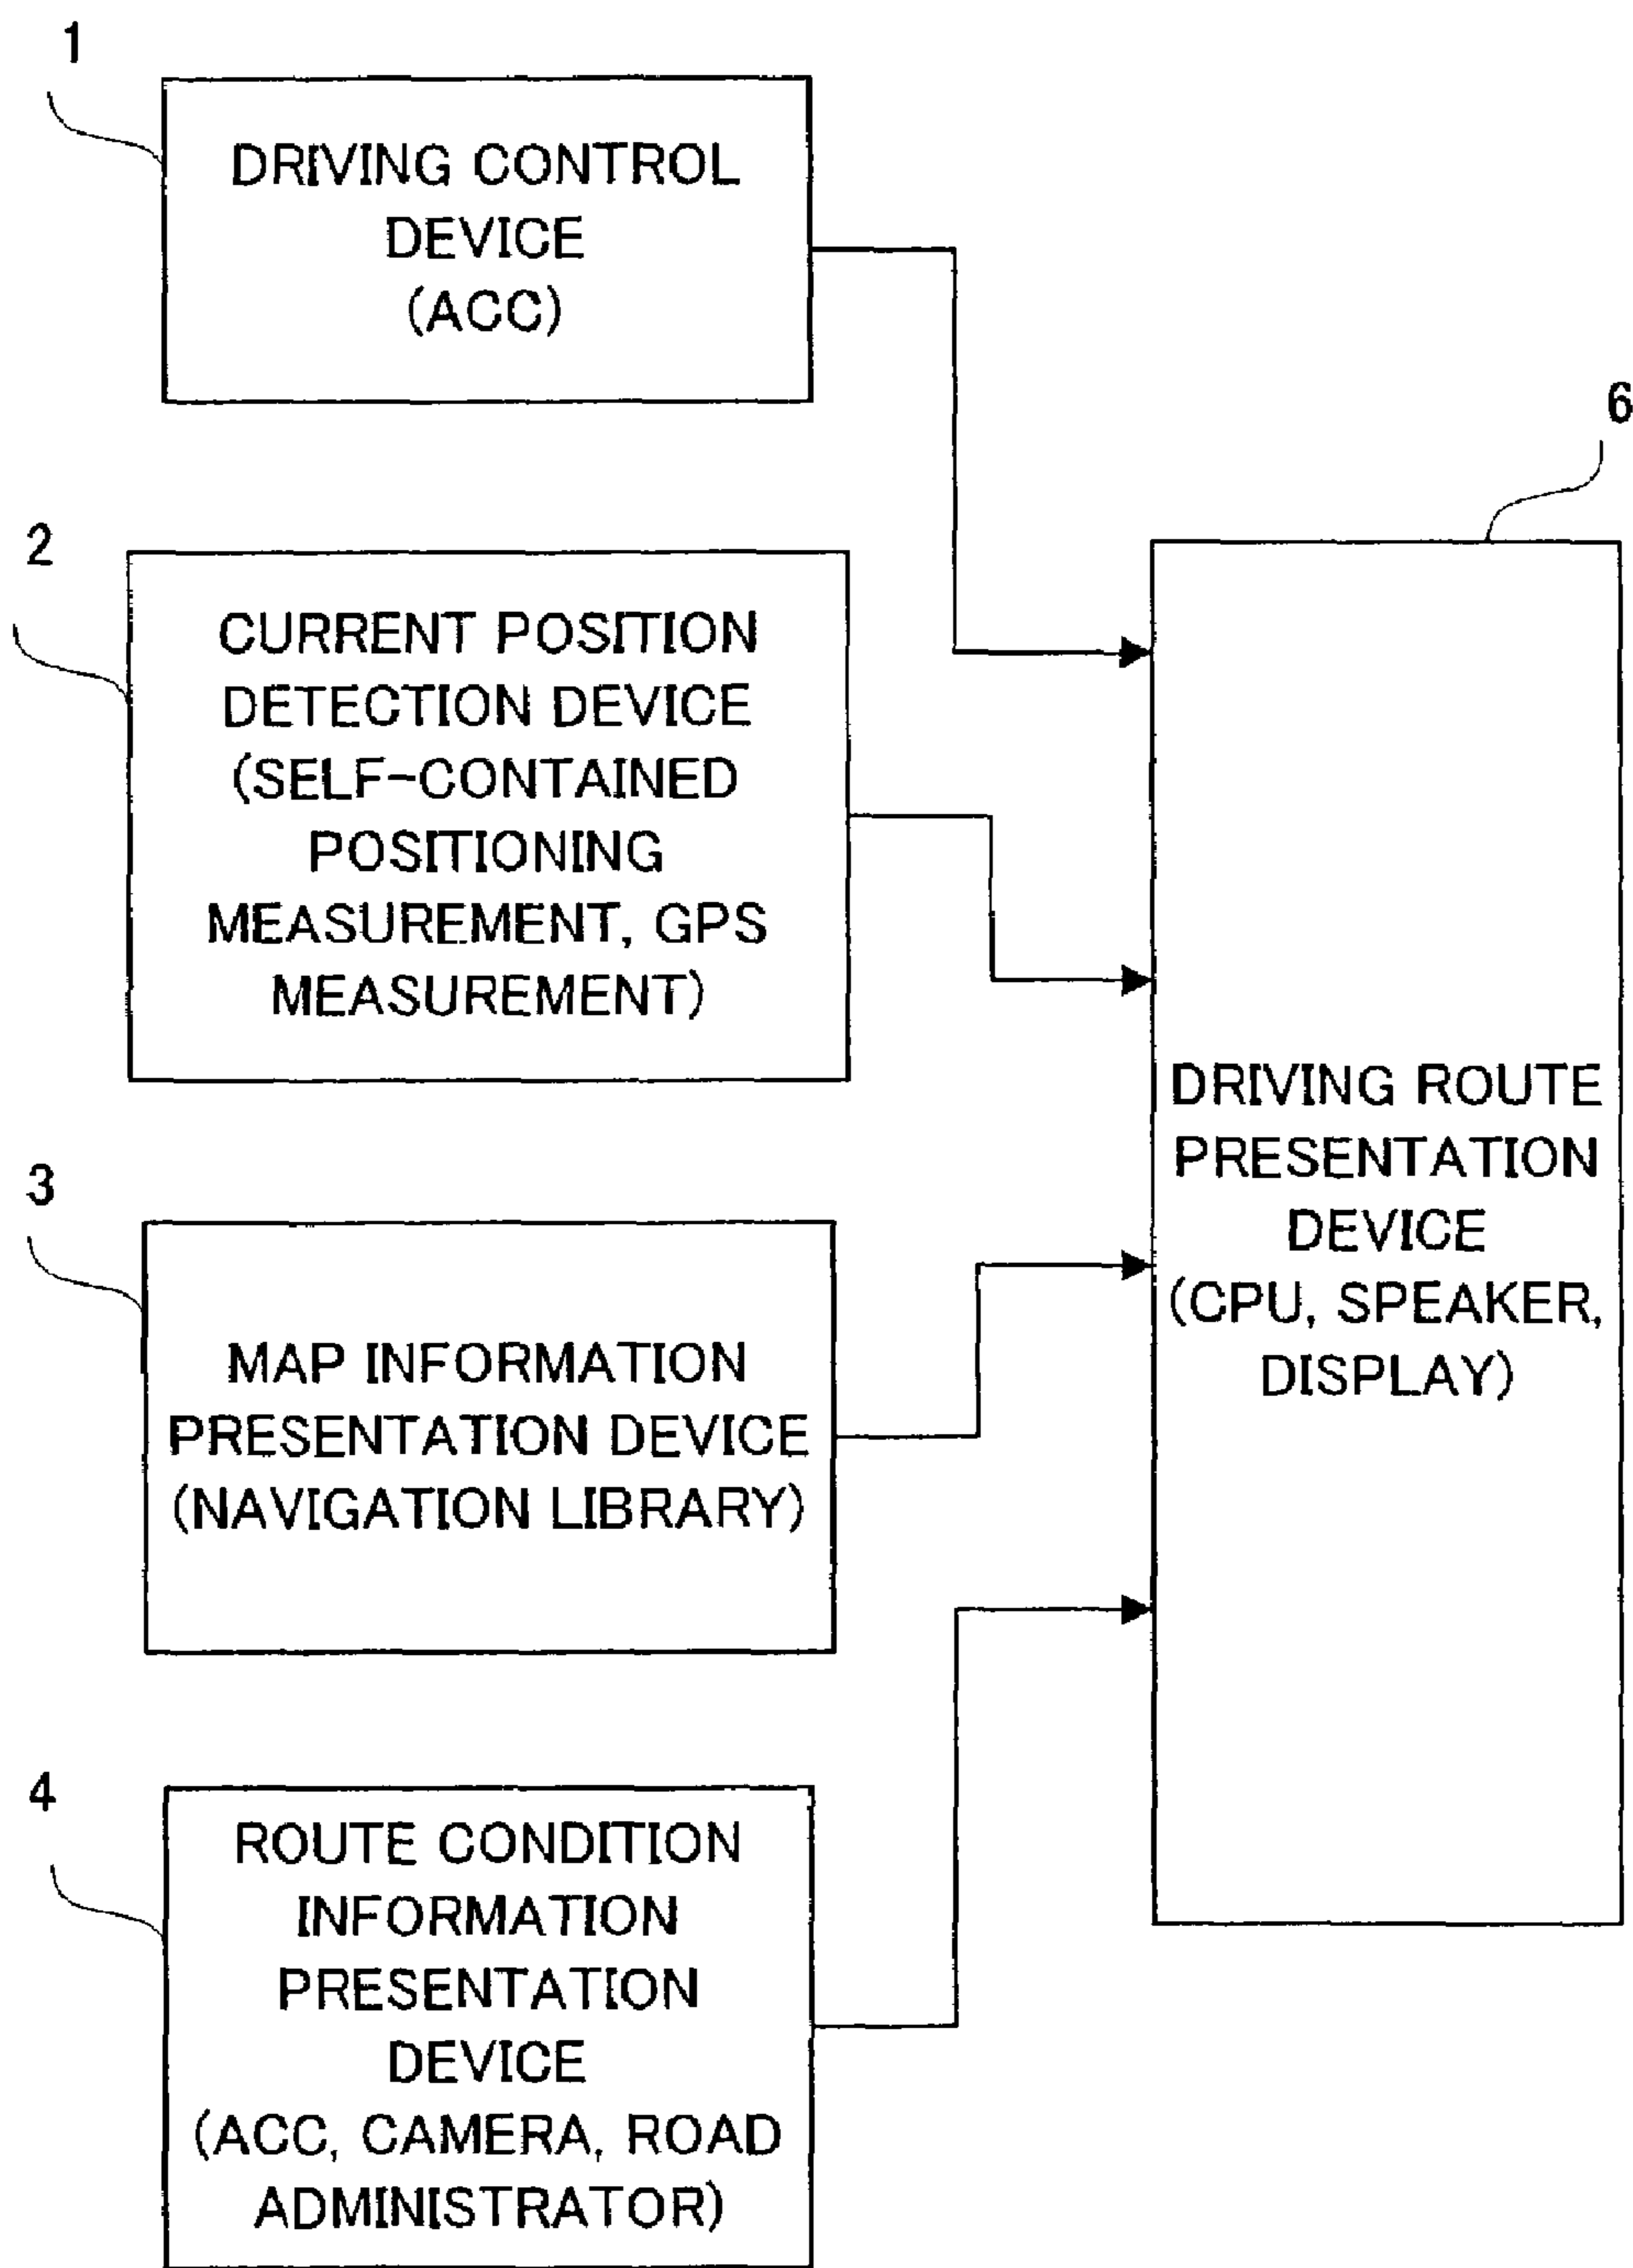 1
DRIVING CONTROL
DEVICE
(ACC)
2
CURRENT POSITION
DETECTION DEVICE
(SELF-CONTAINED
POSITIONING
MEASUREMENT, GPS
MEASUREMENT)
3
MAP INFORMATION
PRESENTATION DEVICE
(NAVIGATION LIBRARY)
4
ROUTE CONDITION
INFORMATION
PRESENTATION
DEVICE
(ACC, CAMERA, ROAD
ADMINISTRATOR)
6
DRIVING ROUTE
PRESENTATION
DEVICE
(CPU, SPEAKER,
DISPLAY)